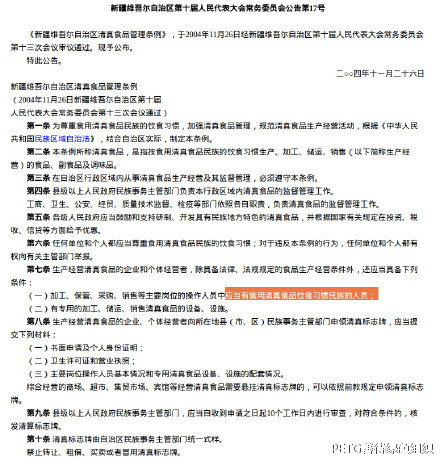 新疆维吾尔自治区第十届人民代表大会常务委员会公告第17号
《新疆维吾尔自治区清真食品管理条例》，于2004年11月26日经新疆维吾尔自治区第十届人民代表大会常务委员会
第十三次会议审议通过。现予公布。
特此公告。
二○○四年十一月二十六日
新疆维吾尔自治区清真食品管理条例
（2004年11月26日新疆维吾尔自治区第十届
人民代表大会常务委员会第十三次会议通过）
第一条 为尊重食用清真食品民族的饮食习惯，加强清真食品管理，规范清真食品生产经营活动，根据《中华人民
共和国民族区域自治法》，结合自治区实际，制定本条例。
第二条 本条例所称清真食品，是指按食用清真食品民族的饮食习惯生产、加工、储运、销售（以下简称生产经
营）的食品、副食品及调味品。
第三条 在自治区行政区域内从事清真食品生产经营及其监督管理，必须遵守本条例。
第四条 县级以上人民政府民族事务主管部门负责本行政区域内清真食品的监督管理工作。
工商、卫生、公安、经贸、质量技术监督、检疫等部门依照各自职责，负责清真食品的监督管理工作。
第五条 各级人民政府应当鼓励和支持研制、开发具有民族地方特色的清真食品，并根据国家有关规定在投资、税
收、信贷等方面给予优惠。
第六条 任何单位和个人都应当尊重食用清真食品民族的饮食习惯；对于违反本条例的行为，任何单位和个人都有
权向有关主管部门举报。
第七条 生产经营清真食品的企业和个体经营者，除具备法律、法规规定的食品生产经营条件外，还应当具备下列
条件：
（一）加工、保管、采购、销售等主要岗位的操作人员中应当有食用清真食品饮食习惯民族的人员；
（二）有专用的加工、储运、销售清真食品的设备、设施。
第八条 生产经营清真食品的企业、个体经营者向所在地县（市、区）民族事务主管部门申领清真标志牌，应当提
交下列材料：
（一）书面申请及个人身份证明；
（二）卫生许可证和营业执照；
（三）主要岗位操作人员基本情况和专用清真食品设备、设施的配套情况。
综合经营的商场、超市、集贸市场、宾馆等经营清真食品需要悬挂清真标志牌的，可以依照前款规定申领清真标志
牌。
第九条 县级以上人民政府民族事务主管部门，应当自收到申请之日起10个工作日内进行审查，对符合条件的，核
发清真标志牌。
第十条 清真标志牌由自治区民族事务主管部门统一式样。
禁止转让、租借、买卖或者冒用清真标志牌。